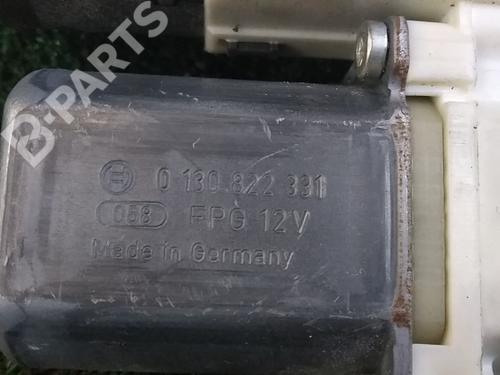 B-PARTS
0 130 822 331
058 FPG 12V
Made in Germany